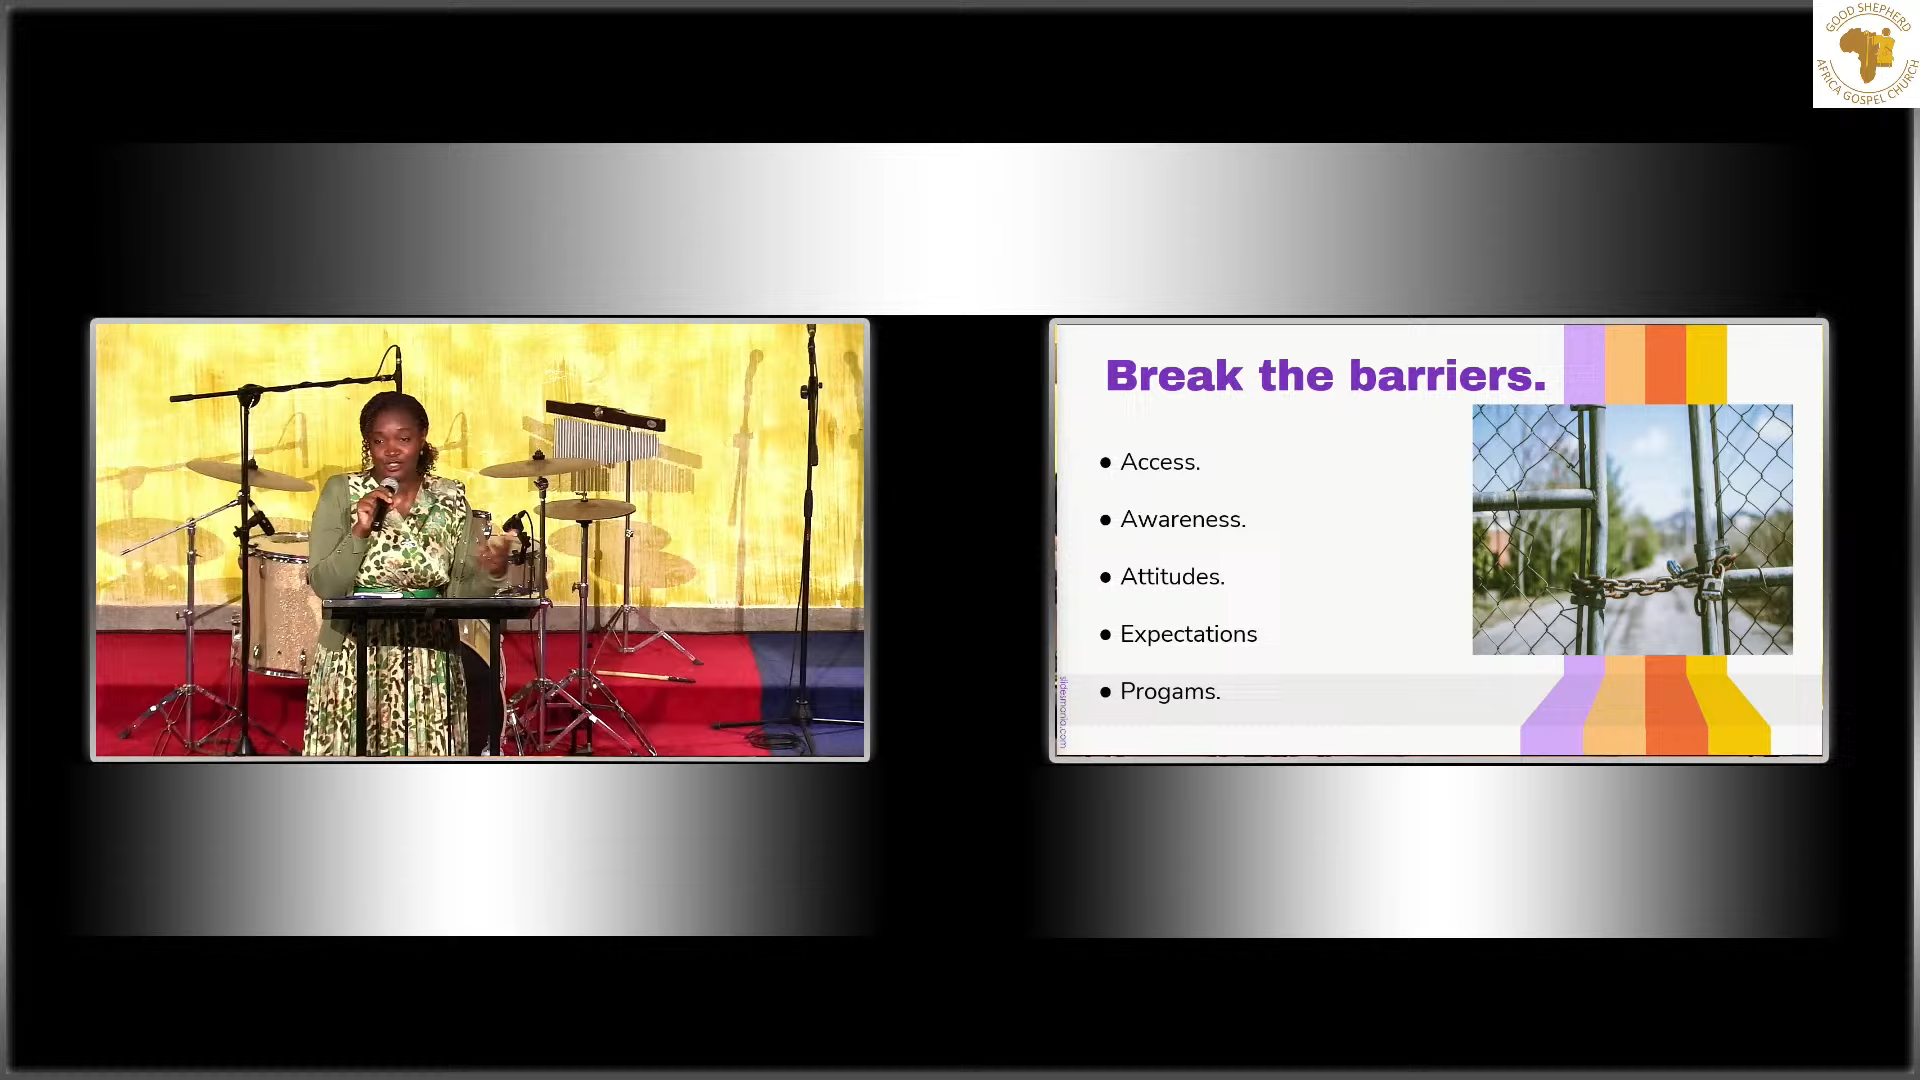 GOOD SHEPHERD
AFRICA GOSPEL CHURCH
Break the barriers.
● Access.
● Awareness.
● Attitudes.
● Expectations
● Progams.
slidesmania.com